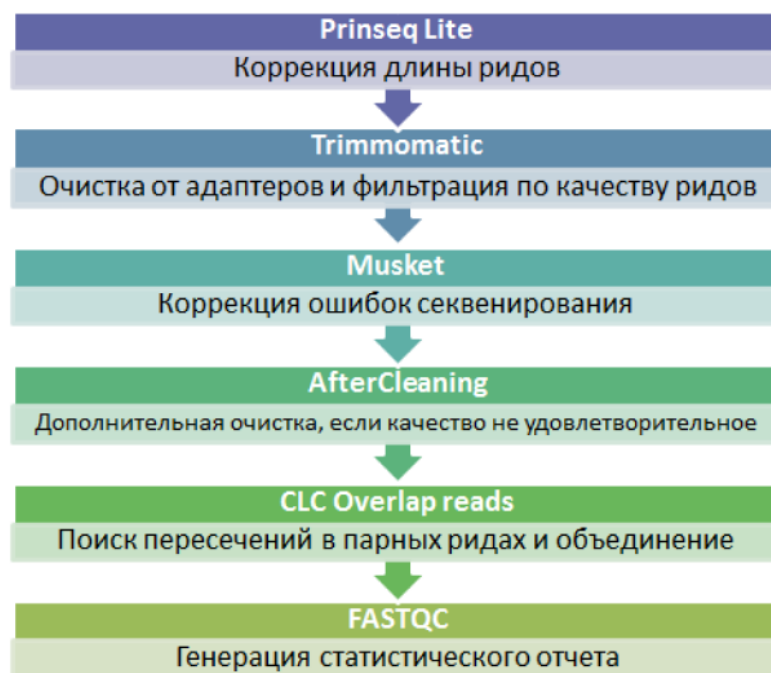 Prinseq Lite
Коррекция длины ридов
Trimmomatic
Очистка от адаптеров и фильтрация по качеству ридов
Musket
Коррекция ошибок секвенирования
AfterCleaning
Дополнительная очистка, если качество не удовлетворительное
CLC Overlap reads
Поиск пересечений в парных ридах и объединение
FASTQC
Генерация статистического отчета